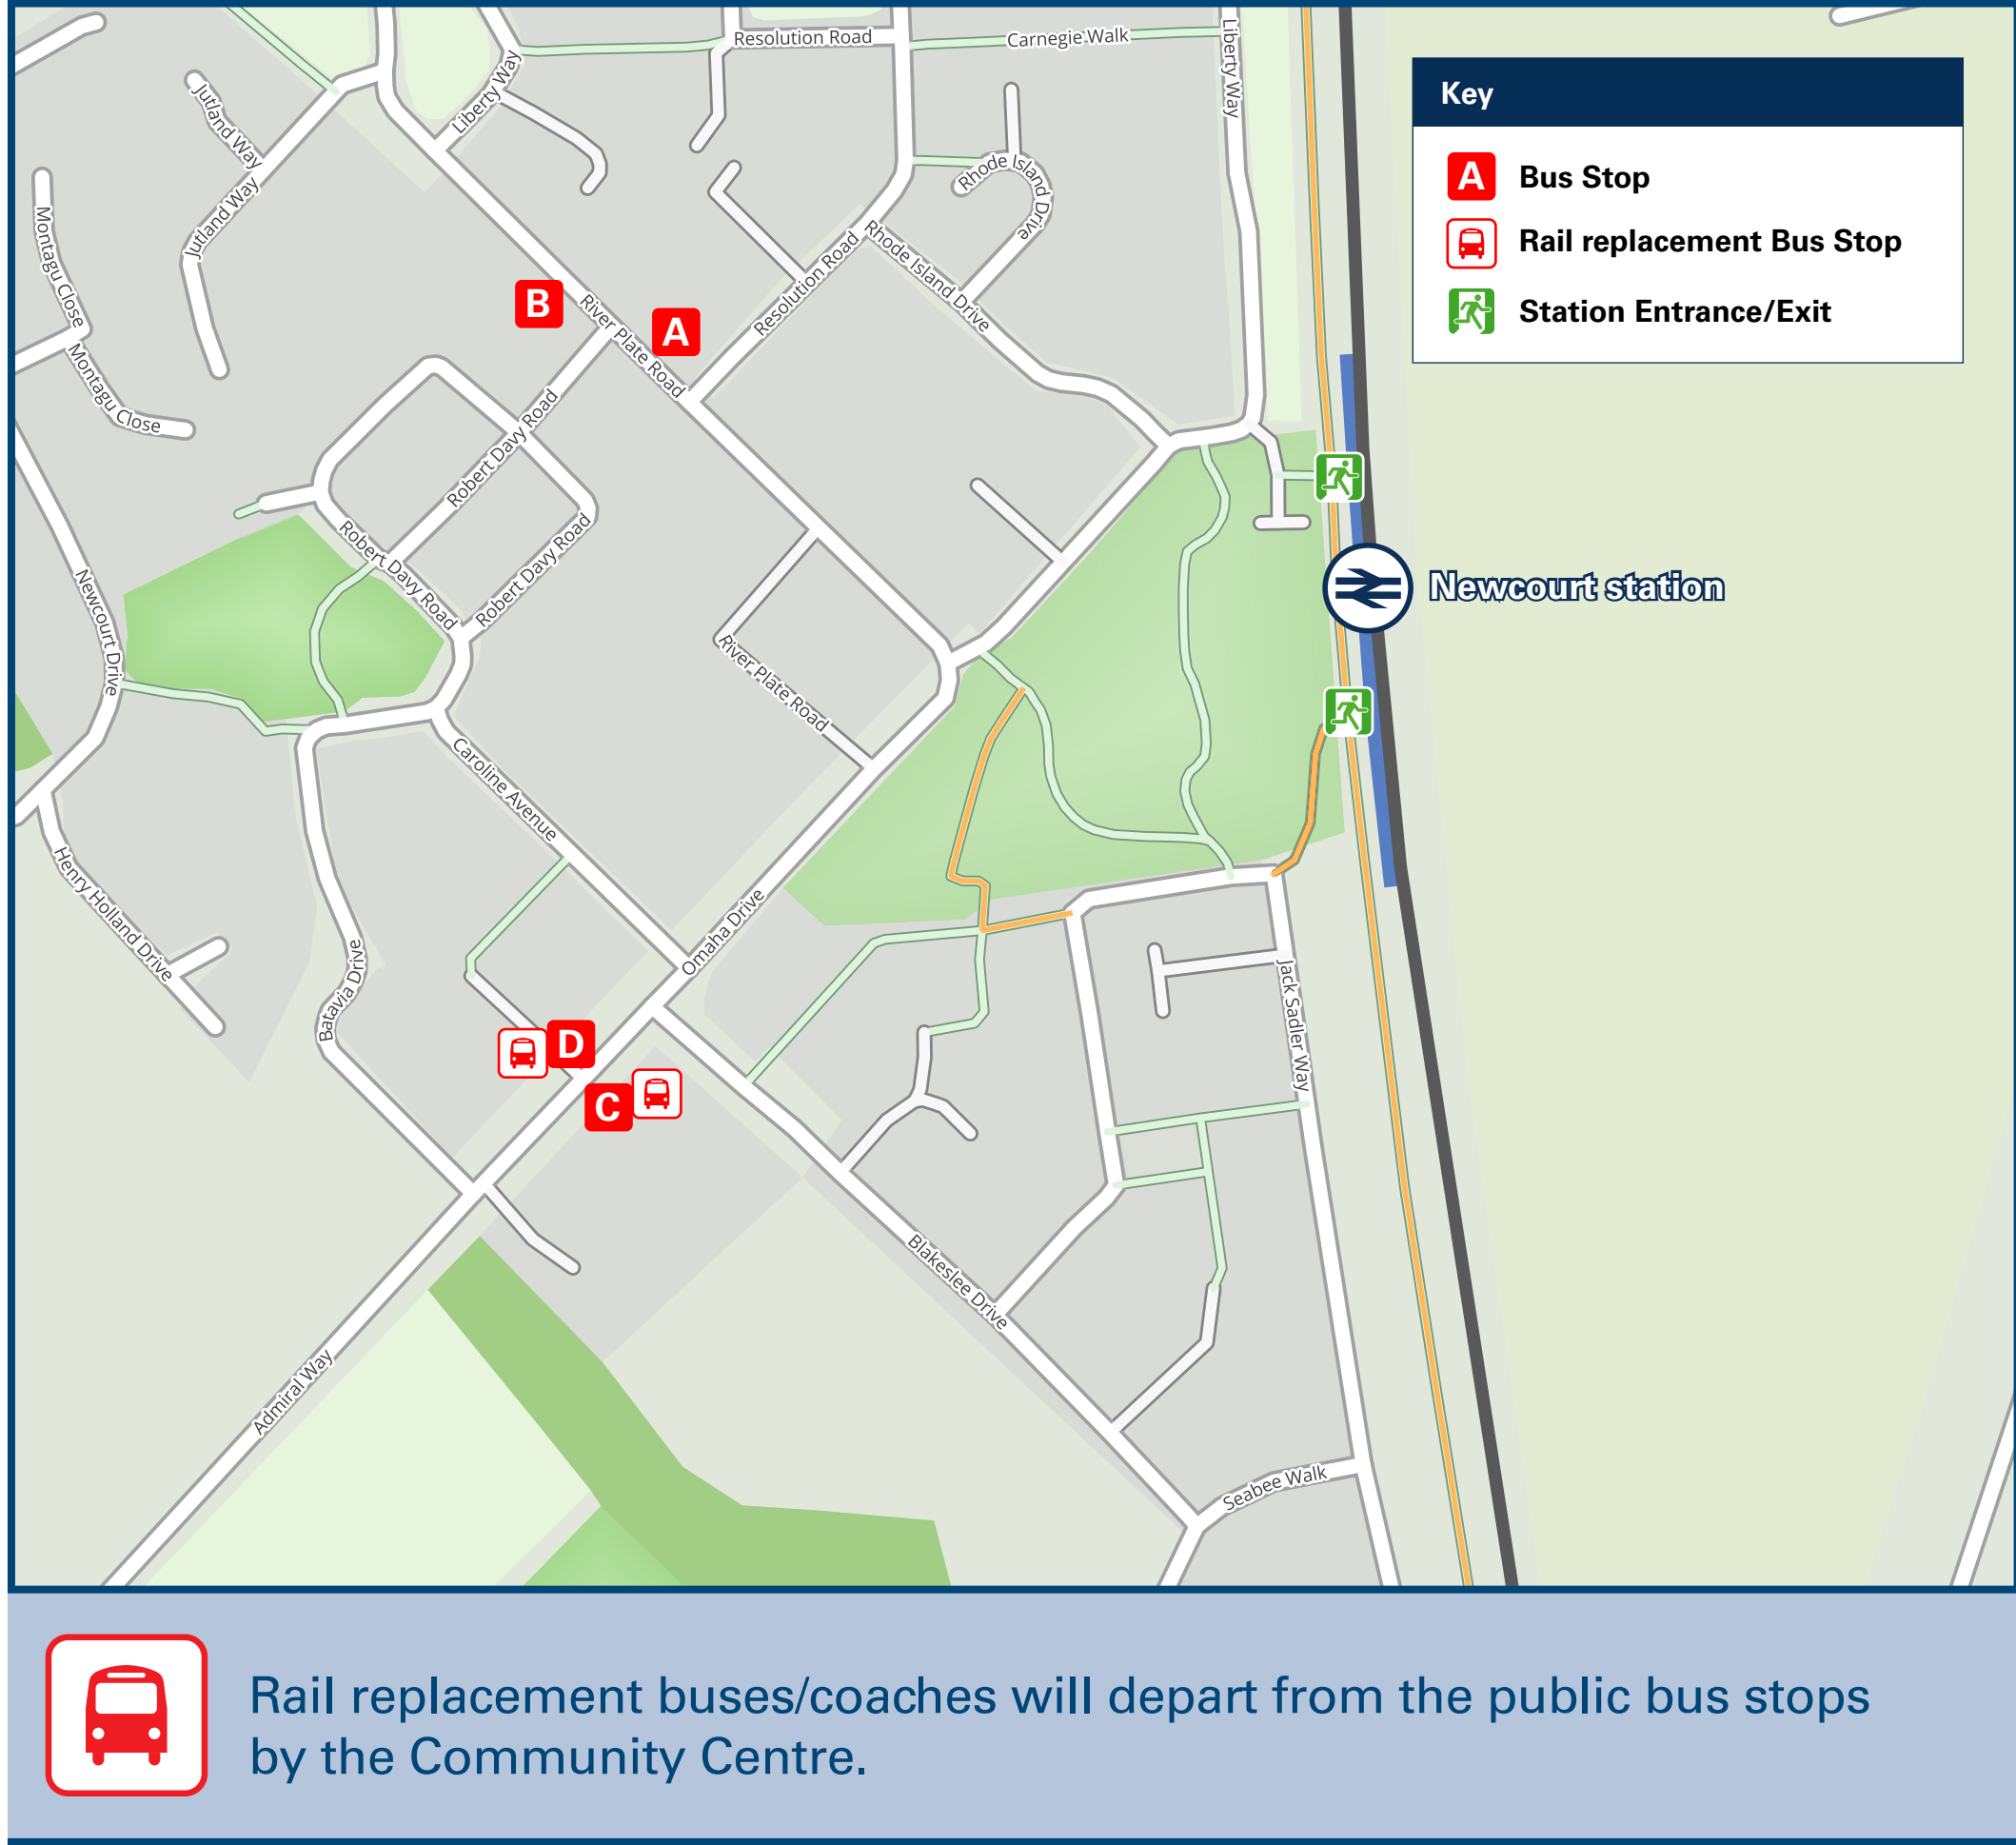 Resolution Road
Carnegie Walk
Liberty Way
Liberty Way
Key
A Bus Stop
Rail replacement Bus Stop
Station Entrance/Exit
Jutland Way
Jutland Way
Rhode Island Drive
Montagu Close
Montagu Close
Rhode Island Drive
Resolution Road
B
A
River Plate Road
Robert Davy Road
Robert Davy Road
Robert Davy Road
Newcourt Drive
Newcourt station
River Plate Road
Caroline Avenue
Henry Holland Drive
Omaha Drive
Batavia Drive
Jack Sadler Way
D
C
Blakeslee Drive
Admiral Way
Seabee Walk
Rail replacement buses/coaches will depart from the public bus stops
by the Community Centre.